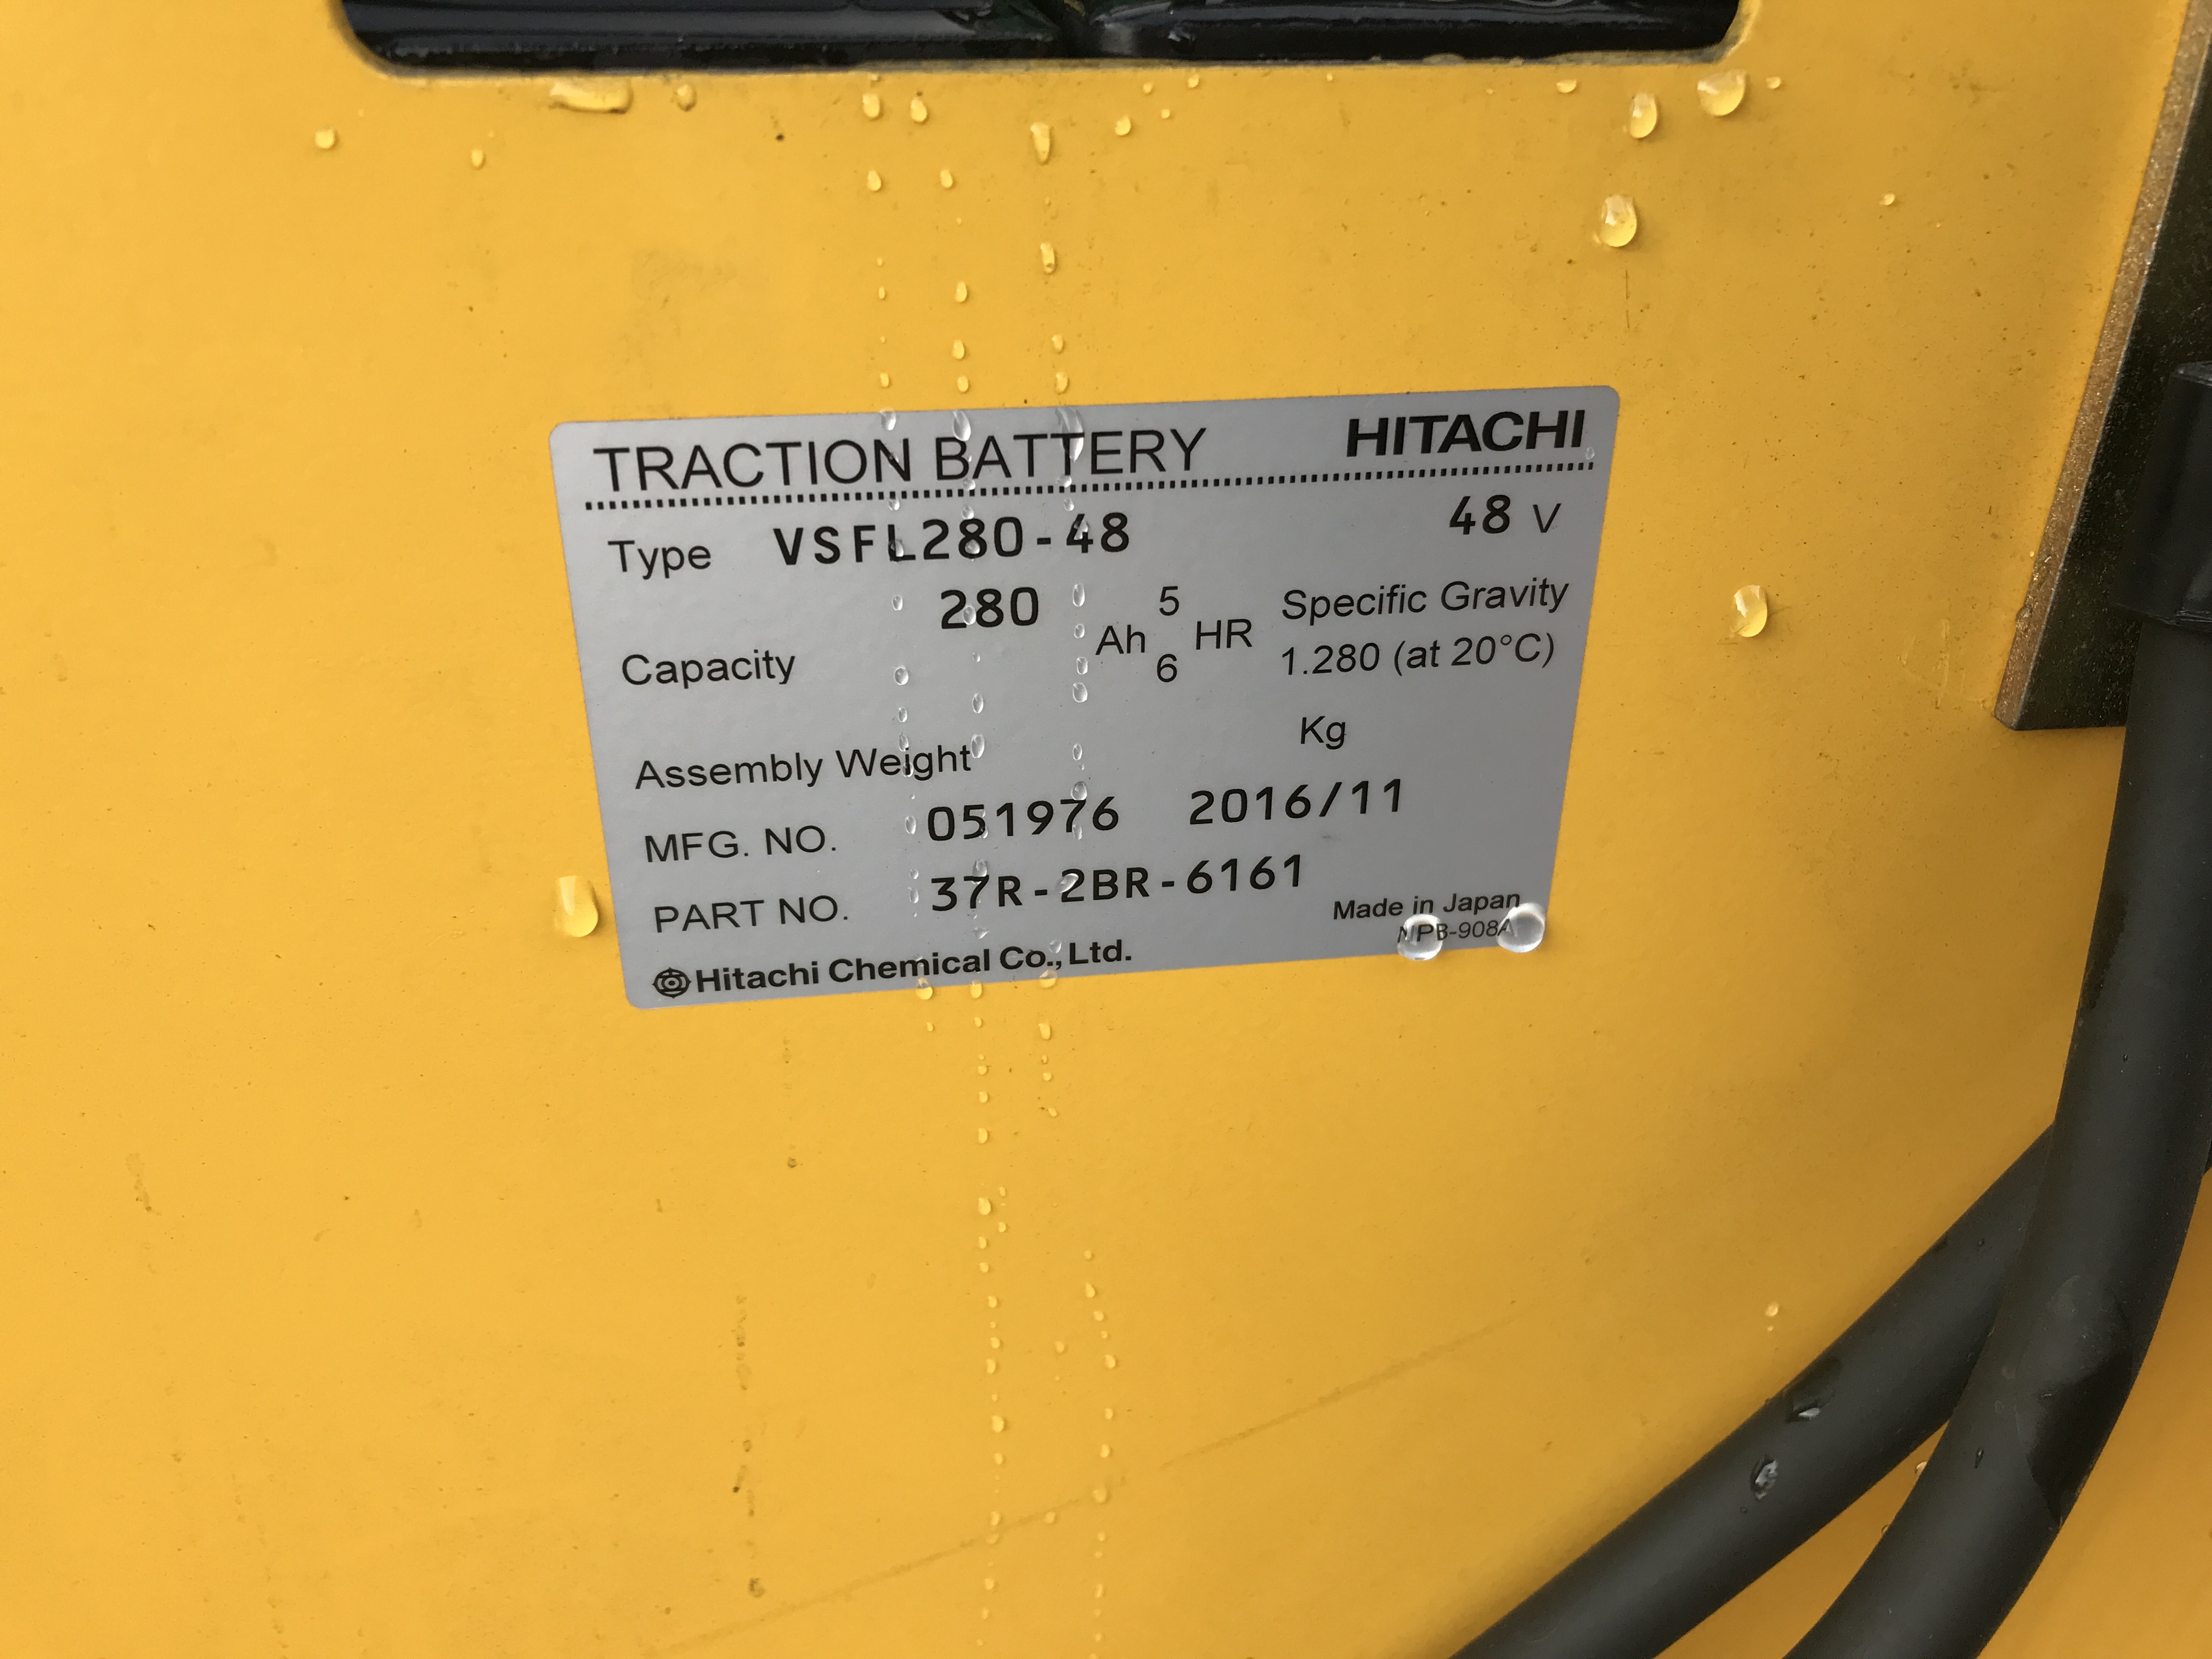 TRACTION BATTERY HITACHI
Type VSFL280-48 48 V
Capacity 280 Ah 5 6 HR Specific Gravity
1.280 (at 20°C)
Assembly Weight Kg
MFG. NO. 051976 2016/11
PART NO. 37R-2BR-6161
Made in Japan
NPB-908A
Hitachi Chemical Co., Ltd.